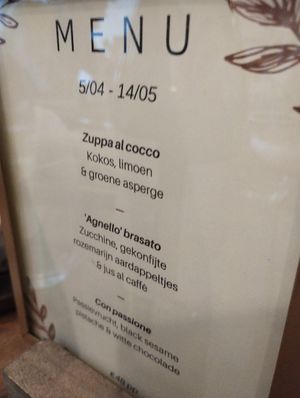 MENU
5/04 - 14/05
Zuppa al cocco
Kokos, limoen
& groene asperge
'Agnello' brasato
Zucchine, gekonfijte
rozemarijn aardappeltjes
& jus al caffè
Con passione
Passievrucht, black sesame
pistache & witte chocolade